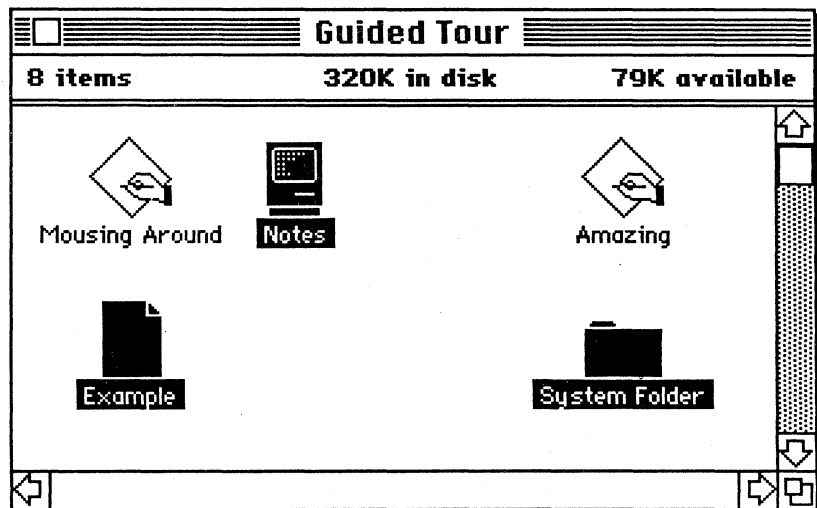 Guided Tour
8 items 320K in disk 79K available
Mousing Around Notes Amazing
Example System Folder